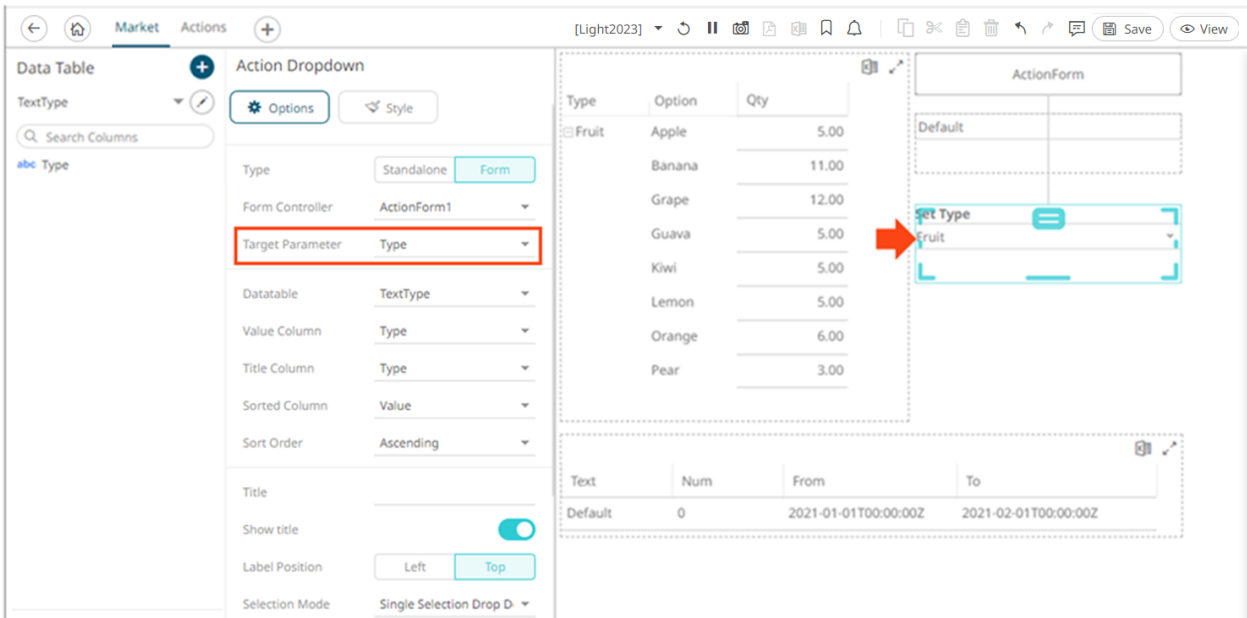 Market Actions [Light2023] Save View
Data Table
TextType
Search Columns
abc Type
Action Dropdown
Options Style
Type Standalone Form
Form Controller ActionForm1
Target Parameter Type
Datatable TextType
Value Column Type
Title Column Type
Sorted Column Value
Sort Order Ascending
Title
Show title
Label Position Left Top
Selection Mode Single Selection Drop D
Type Option Qty
Fruit Apple 5.00
Banana 11.00
Grape 12.00
Guava 5.00
Kiwi 5.00
Lemon 5.00
Orange 6.00
Pear 3.00
ActionForm
Default
Set Type
Fruit
Text Num From To
Default 0 2021-01-01T00:00:00Z 2021-02-01T00:00:00Z